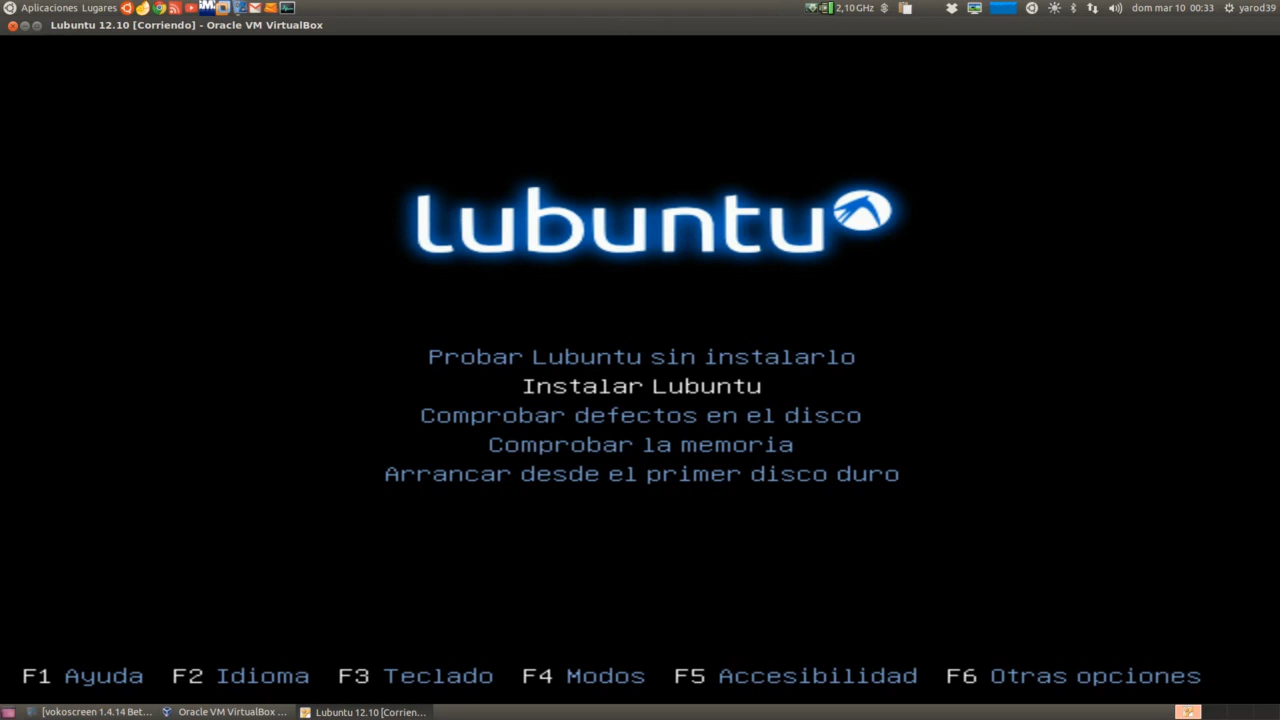 Aplicaciones Lugares 2,10 GHz dom mar 10 00:33 yarod39
Lubuntu 12.10 [Corriendo] - Oracle VM VirtualBox
lubuntu
Probar Lubuntu sin instalarlo
Instalar Lubuntu
Comprobar defectos en el disco
Comprobar la memoria
Arrancar desde el primer disco duro
F1 Ayuda F2 Idioma F3 Teclado F4 Modos F5 Accesibilidad F6 Otras opciones
[vokoscreen 1.4.14 Bet... Oracle VM VirtualBox ... Lubuntu 12.10 [Corrien...